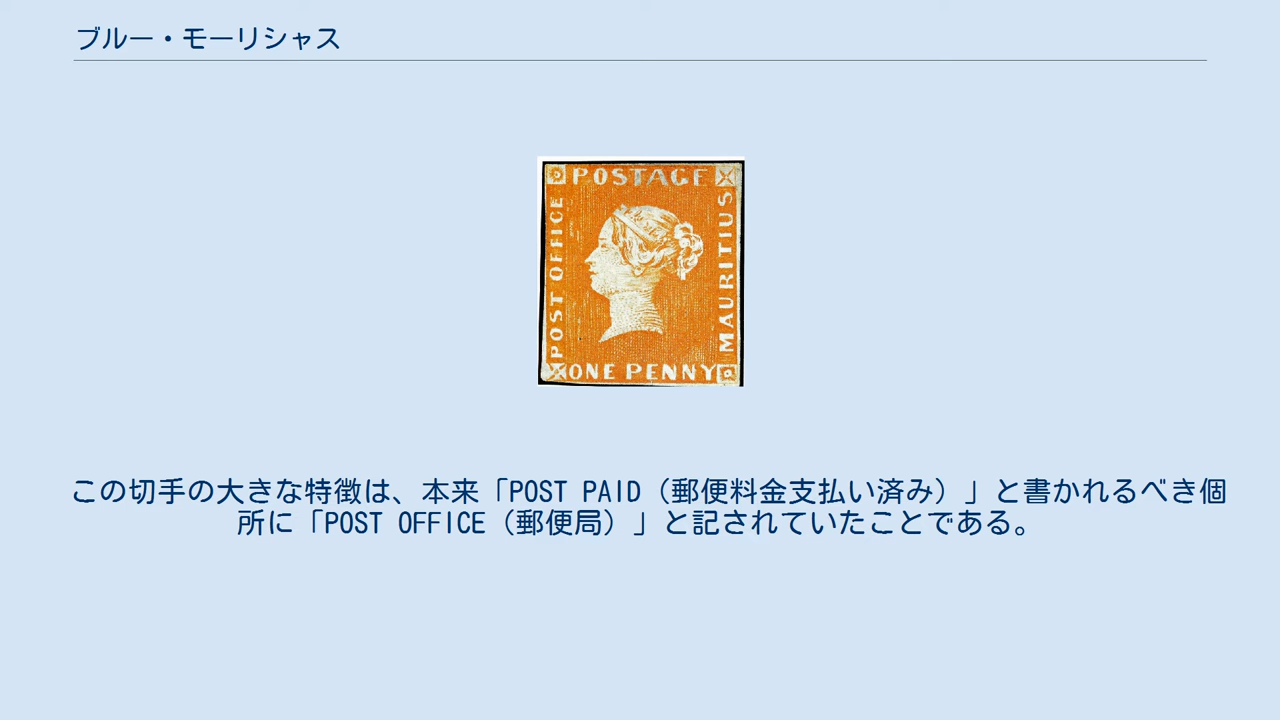 ブルー・モーリシャス
POSTAGE
POST OFFICE
MAURITIUS
ONE PENNY
この切手の大きな特徴は、本来「POST PAID（郵便料金支払い済み）」と書かれるべき個
所に「POST OFFICE（郵便局）」と記されていたことである。